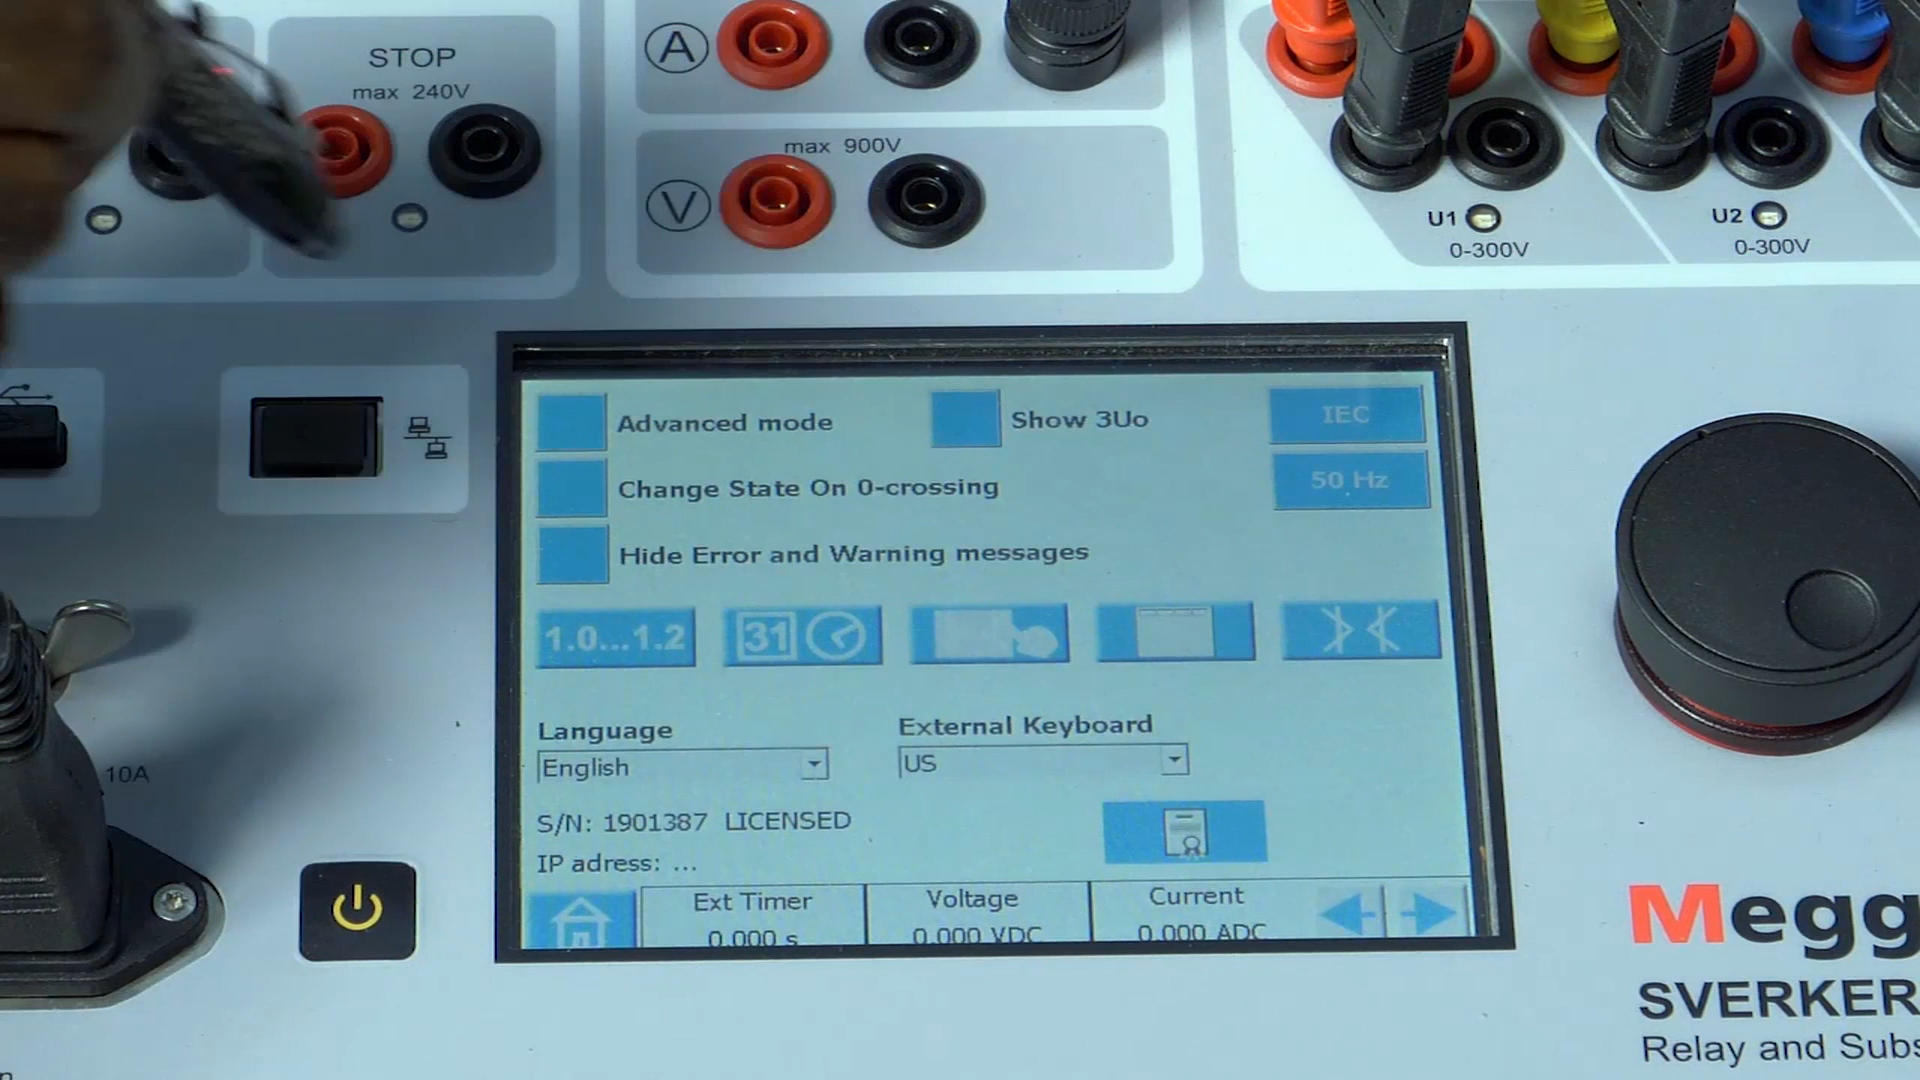 STOP
max 240V
A
max 900V
V
U1
0-300V
U2
0-300V
Advanced mode
Show 3Uo
IEC
Change State On 0-crossing
50 Hz
Hide Error and Warning messages
1.0...1.2
31
Language
External Keyboard
English
US
S/N: 1901387 LICENSED
IP adress: ...
Ext Timer
Voltage
Current
0.000 s
0.000 VDC
0.000 ADC
10A
Megg
SVERKER
Relay and Subs